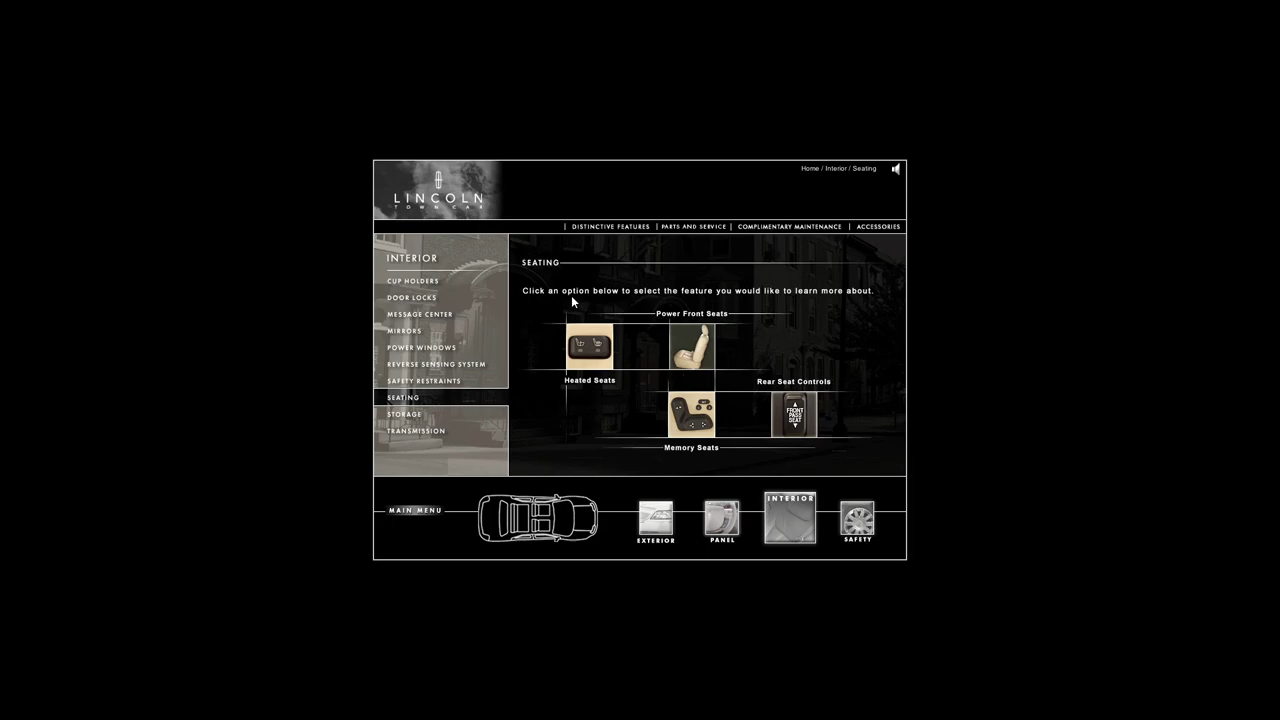 Home / Interior / Seating
LINCOLN
TOWN CAR
DISTINCTIVE FEATURES
PARTS AND SERVICE
COMPLIMENTARY MAINTENANCE
ACCESSORIES
INTERIOR
CUP HOLDERS
DOOR LOCKS
MESSAGE CENTER
MIRRORS
POWER WINDOWS
REVERSE SENSING SYSTEM
SAFETY RESTRAINTS
SEATING
STORAGE
TRANSMISSION
SEATING
Click an option below to select the feature you would like to learn more about.
Power Front Seats
Heated Seats
Rear Seat Controls
FRONT
PASS
SEAT
Memory Seats
MAIN MENU
EXTERIOR
PANEL
INTERIOR
SAFETY